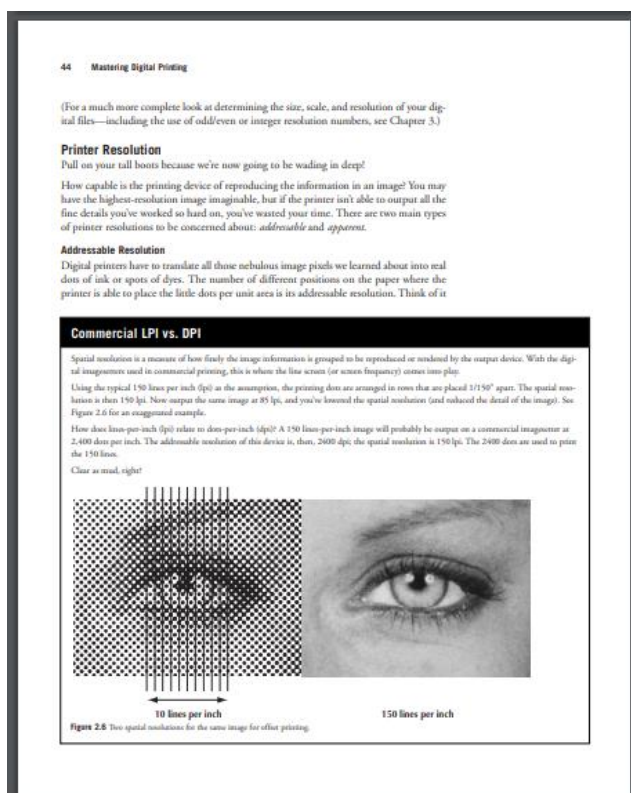 44 Mastering Digital Printing
(For a much more complete look at determining the size, scale, and resolution of your dig-
ital files—including the use of odd/even or integer resolution numbers, see Chapter 3.)
Printer Resolution
Pull on your tall boots because we're now going to be wading in deep!
How capable is the printing device of reproducing the information in an image? You may
have the highest-resolution image imaginable, but if the printer isn't able to output all the
fine details you've worked so hard on, you've wasted your time. There are two main types
of printer resolutions to be concerned about: addressable and apparent.
Addressable Resolution
Digital printers have to translate all those nebulous image pixels we learned about into real
dots of ink or spots of dyes. The number of different positions on the paper where the
printer is able to place the little dots per unit area is its addressable resolution. Think of it
Commercial LPI vs. DPI
Spatial resolution is a measure of how finely the image information is grouped to be reproduced or rendered by the output device. With the digi-
tal imagesetters used in commercial printing, this is where the line screen (or screen frequency) comes into play.
Using the typical 150 lines per inch (lpi) as the assumption, the printing dots are arranged in rows that are placed 1/150" apart. The spatial reso-
lution is then 150 lpi. Now output the same image at 85 lpi, and you've lowered the spatial resolution (and reduced the detail of the image). See
Figure 2.6 for an exaggerated example.
How does lines-per-inch (lpi) relate to dots-per-inch (dpi)? A 150 lines-per-inch image will probably be output on a commercial imagesetter at
2,400 dots per inch. The addressable resolution of this device is, then, 2400 dpi; the spatial resolution is 150 lpi. The 2400 dots are used to print
the 150 lines.
Clear as mud, right?
10 lines per inch 150 lines per inch
Figure 2.6 Two spatial resolutions for the same image for offset printing.